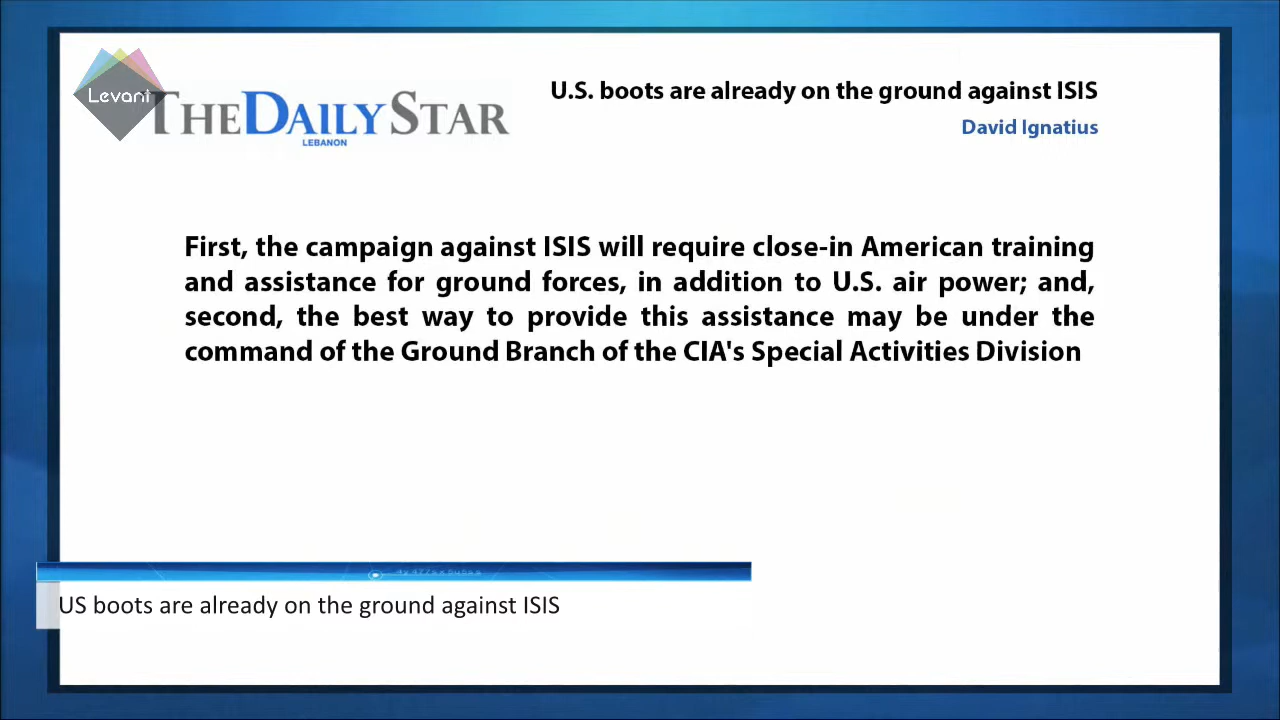 Levant
THE DAILY STAR
LEBANON
U.S. boots are already on the ground against ISIS
David Ignatius
First, the campaign against ISIS will require close-in American training
and assistance for ground forces, in addition to U.S. air power; and,
second, the best way to provide this assistance may be under the
command of the Ground Branch of the CIA's Special Activities Division
US boots are already on the ground against ISIS